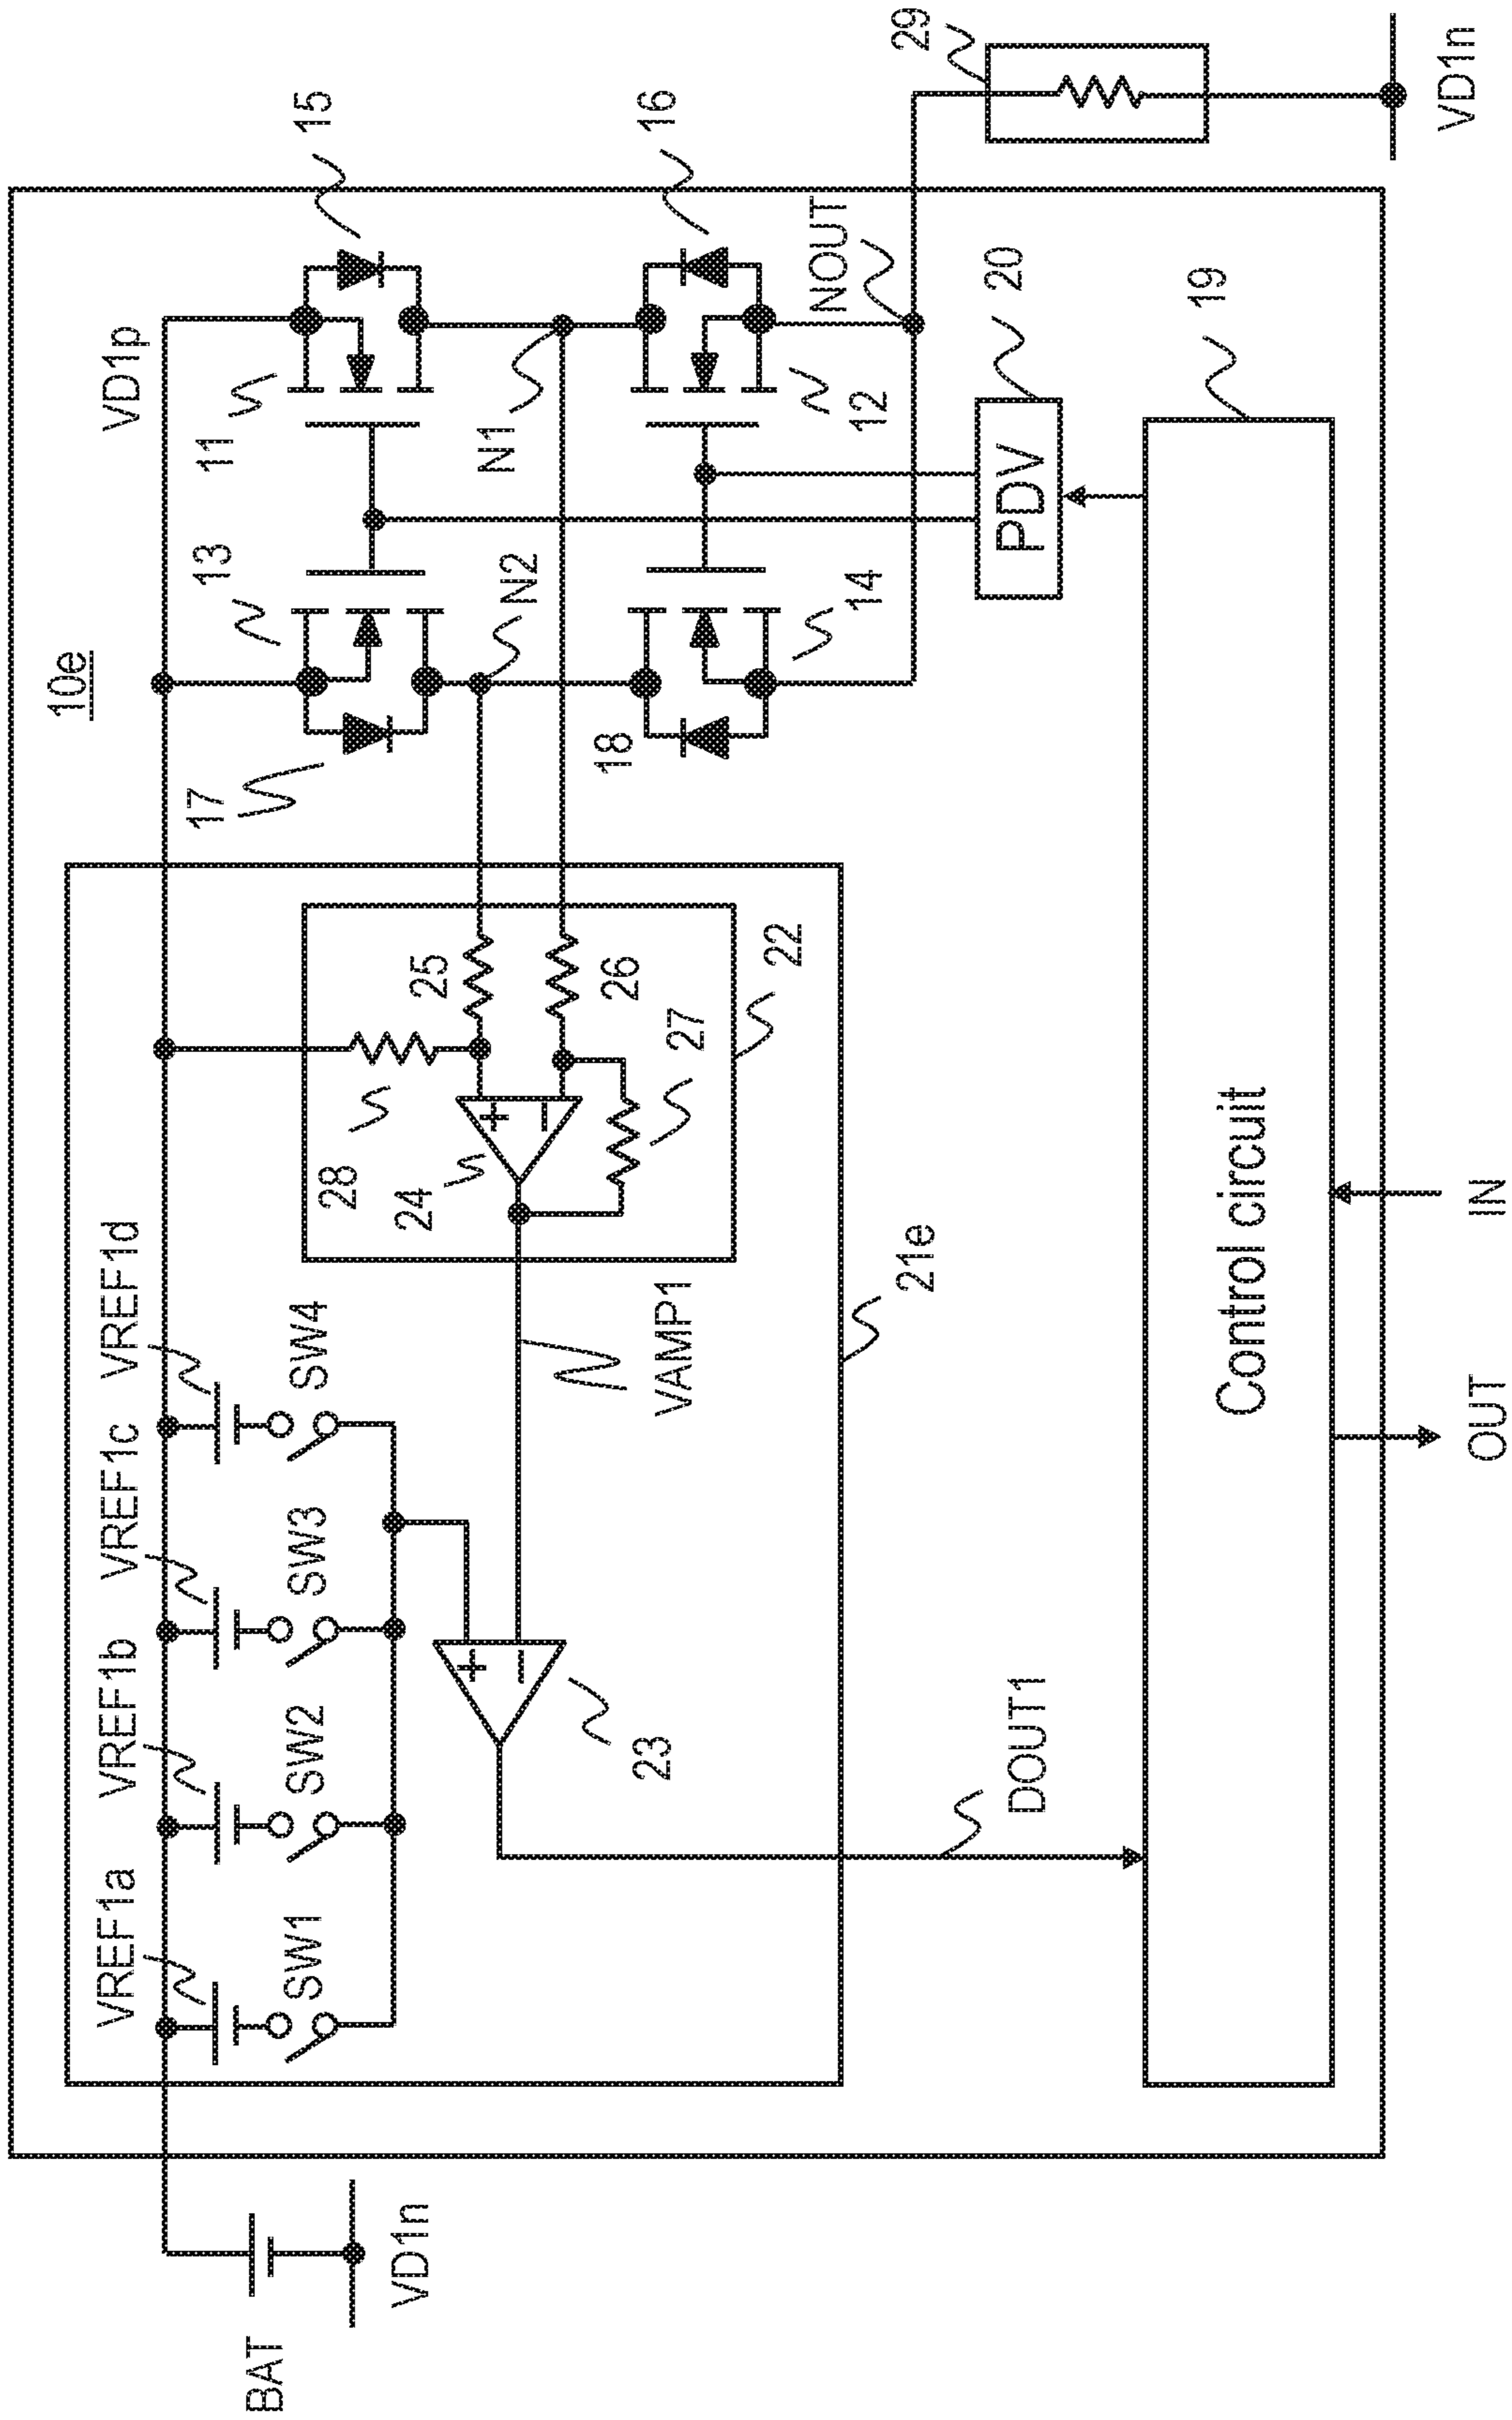 10e
BAT
VD1n
VREF1a
VREF1b
VREF1c
VREF1d
SW1
SW2
SW3
SW4
23
DOUT1
VAMP1
21e
28
24
25
26
27
22
VD1p
17
13
11
15
18
N2
N1
14
12
16
NOUT
PDV
20
19
29
VD1n
Control circuit
OUT
IN